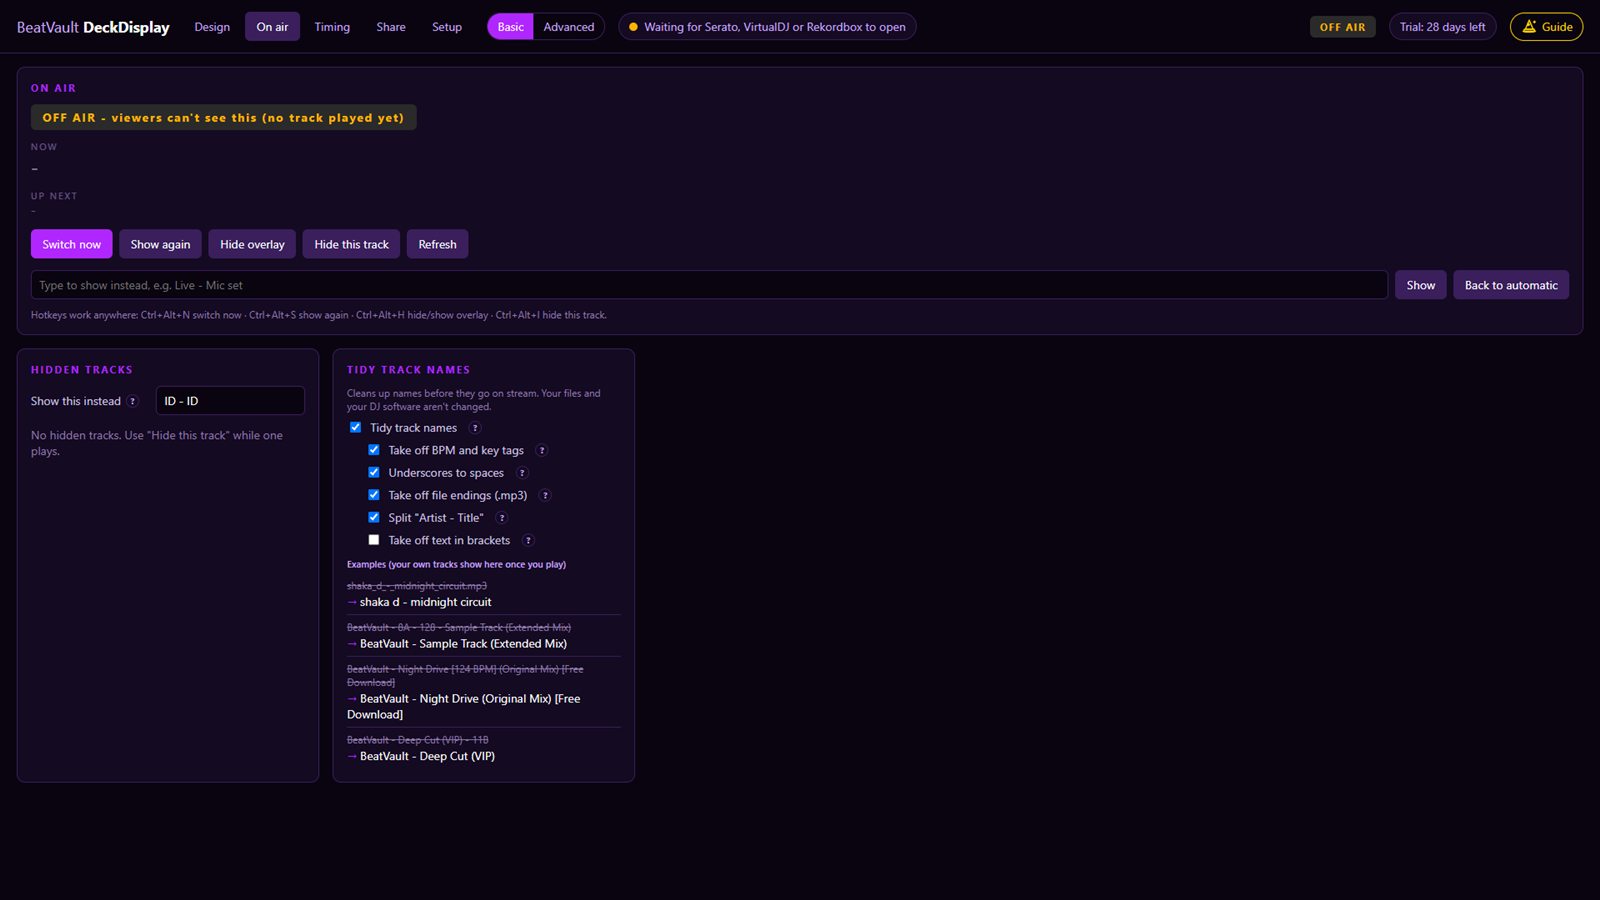 BeatVault DeckDisplay
Design
On air
Timing
Share
Setup
Basic
Advanced
Waiting for Serato, VirtualDJ or Rekordbox to open
OFF AIR
Trial: 28 days left
Guide
ON AIR
OFF AIR - viewers can't see this (no track played yet)
NOW
–
UP NEXT
-
Switch now
Show again
Hide overlay
Hide this track
Refresh
Type to show instead, e.g. Live - Mic set
Show
Back to automatic
Hotkeys work anywhere: Ctrl+Alt+N switch now · Ctrl+Alt+S show again · Ctrl+Alt+H hide/show overlay · Ctrl+Alt+I hide this track.
HIDDEN TRACKS
Show this instead ?
ID - ID
No hidden tracks. Use "Hide this track" while one
plays.
TIDY TRACK NAMES
Cleans up names before they go on stream. Your files and
your DJ software aren't changed.
Tidy track names ?
Take off BPM and key tags ?
Underscores to spaces ?
Take off file endings (.mp3) ?
Split "Artist - Title" ?
Take off text in brackets ?
Examples (your own tracks show here once you play)
shaka_d_-_midnight_circuit.mp3
→ shaka d - midnight circuit
BeatVault - 8A - 128 - Sample Track (Extended Mix)
→ BeatVault - Sample Track (Extended Mix)
BeatVault - Night Drive [124 BPM] (Original Mix) [Free
Download]
→ BeatVault - Night Drive (Original Mix) [Free
Download]
BeatVault - Deep Cut (VIP) - 11B
→ BeatVault - Deep Cut (VIP)